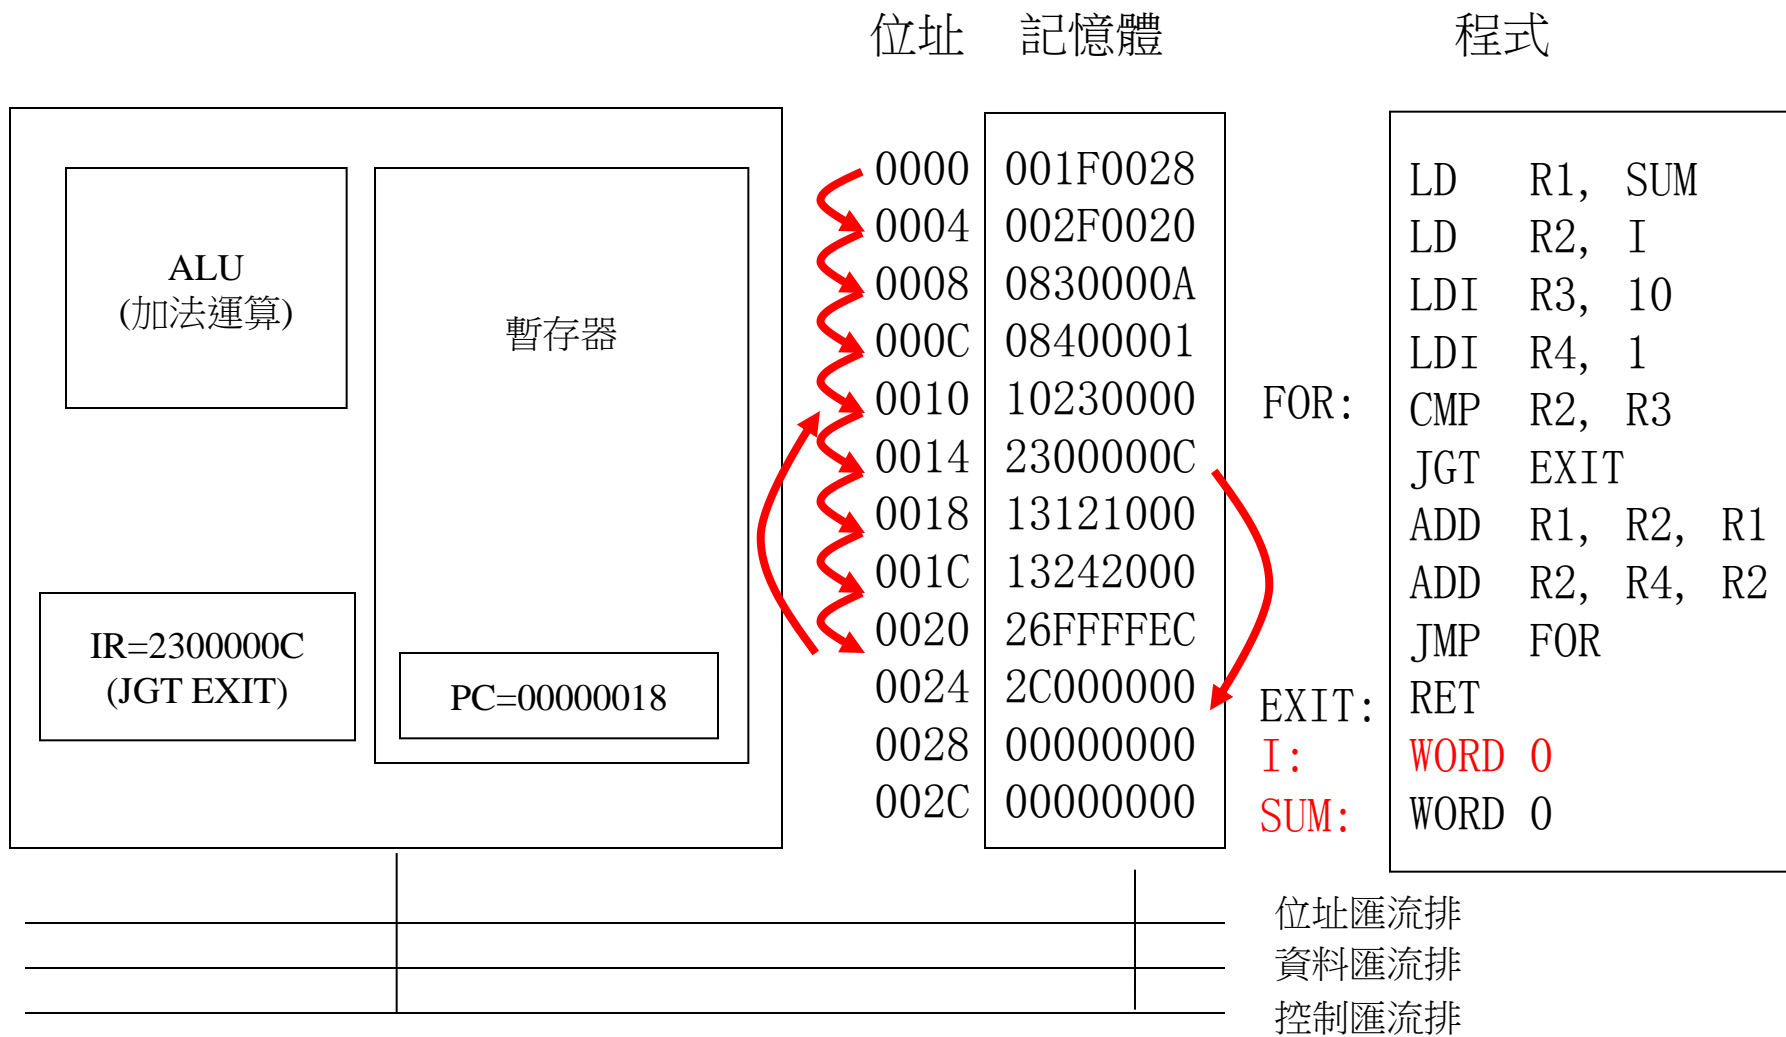 位址 記憶體 程式
ALU
(加法運算)
暫存器
IR=2300000C
(JGT EXIT)
PC=00000018
0000 001F0028 LD R1, SUM
0004 002F0020 LD R2, I
0008 0830000A LDI R3, 10
000C 08400001 LDI R4, 1
0010 10230000 FOR: CMP R2, R3
0014 2300000C JGT EXIT
0018 13121000 ADD R1, R2, R1
001C 13242000 ADD R2, R4, R2
0020 26FFFFEC JMP FOR
0024 2C000000 EXIT: RET
0028 00000000 I: WORD 0
002C 00000000 SUM: WORD 0
位址匯流排
資料匯流排
控制匯流排